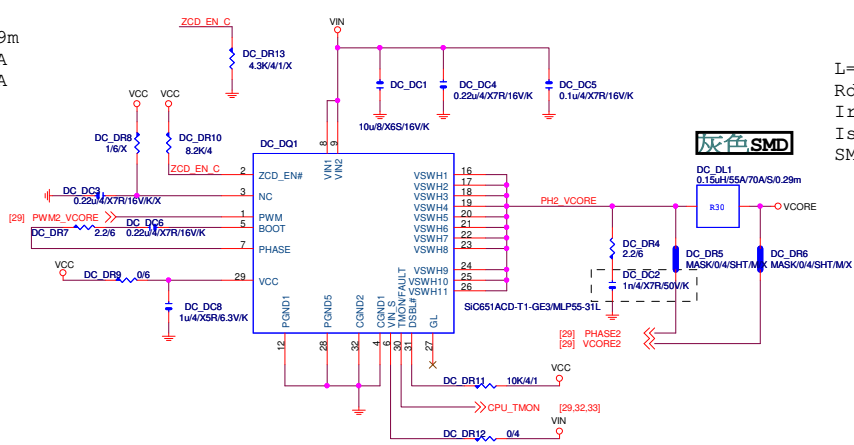 ZCD_EN_C
VIN
9m
A
A
DC_DR13
4.3K/4/1/X
L=
Rd
Ir
Is
SM
DC_DC1
10u/8/X6S/16V/K
DC_DC4
0.22u/4/X7R/16V/K
DC_DC5
0.1u/4/X7R/16V/K
VCC
VCC
DC_DR8
1/6/X
DC_DR10
8.2K/4
ZCD_EN_C
DC_DQ1
灰色SMD
DC_DL1
0.15uH/55A/70A/S/0.29m
R30
VCORE
8
9
VIN1
VIN2
2
ZCD_EN#
3
NC
1
PWM
5
BOOT
7
PHASE
29
VCC
DC_DC3
0.22u/4/X7R/16V/K/X
[29] PWM2_VCORE
DC_DR7
2.2/6
DC_DC6
0.22u/4/X7R/16V/K
VCC
DC_DR9
0/6
DC_DC8
1u/4/X5R/6.3V/K
VSWH1
16
VSWH2
17
VSWH3
18
VSWH4
19
VSWH5
20
VSWH6
21
VSWH7
22
VSWH8
23
VSWH9
24
VSWH10
25
VSWH11
26
PH2_VCORE
DC_DR4
2.2/6
DC_DC2
1n/4/X7R/50V/K
DC_DR5
MASK/0/4/SHT/M/X
DC_DR6
MASK/0/4/SHT/M/X
SiC651ACD-T1-GE3/MLP55-31L
[29] PHASE2
[29] VCORE2
PGND1
PGND5
CGND2
CGND1
VIN_S
TMON/FAULT
DSBL#
GL
12
28
32
4
6
30
31
27
DC_DR11
10K/4/1
VCC
CPU_TMON
[29,32,33]
VIN
DC_DR12
0/4